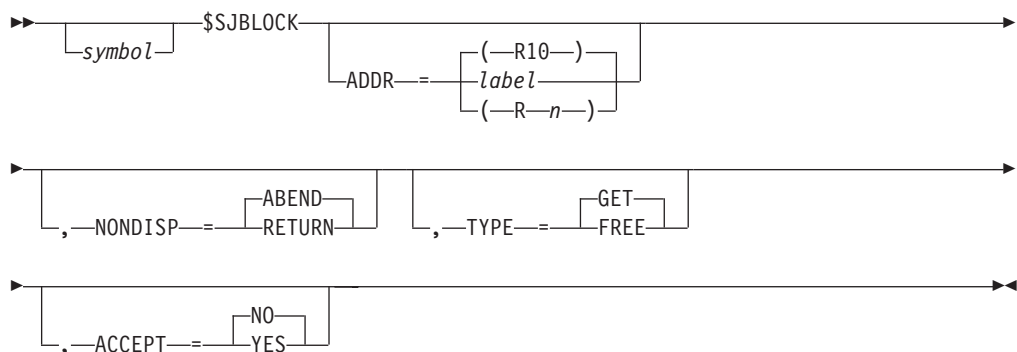 $SJBLOCK
symbol
( R10 )
ADDR = label
( R n )
ABEND
, NONDISP = RETURN
GET
, TYPE = FREE
NO
, ACCEPT = YES